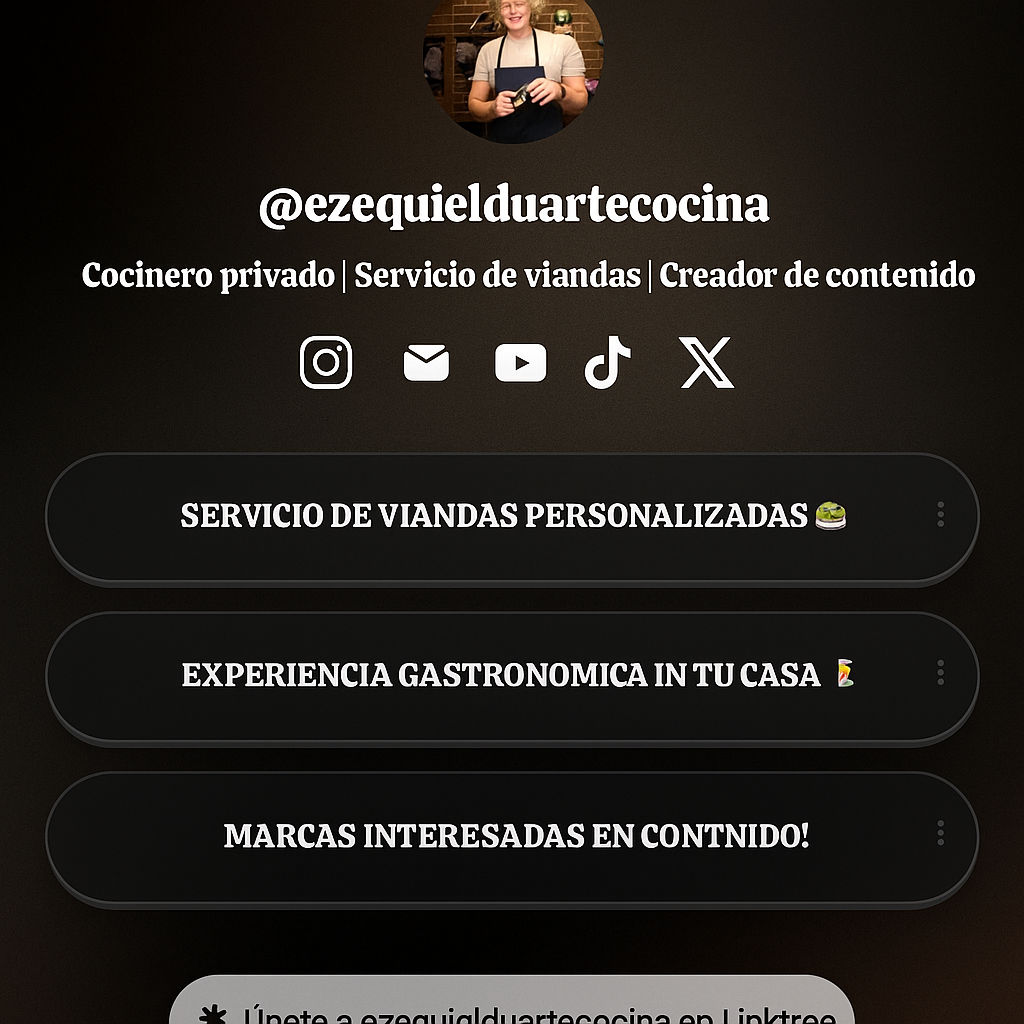 @ezequielduartecocina
Cocinero privado | Servicio de viandas | Creador de contenido
SERVICIO DE VIANDAS PERSONALIZADAS
EXPERIENCIA GASTRONOMICA IN TU CASA
MARCAS INTERESADAS EN CONTNIDO!
Únete a ezequiglduartecocina en Linktree